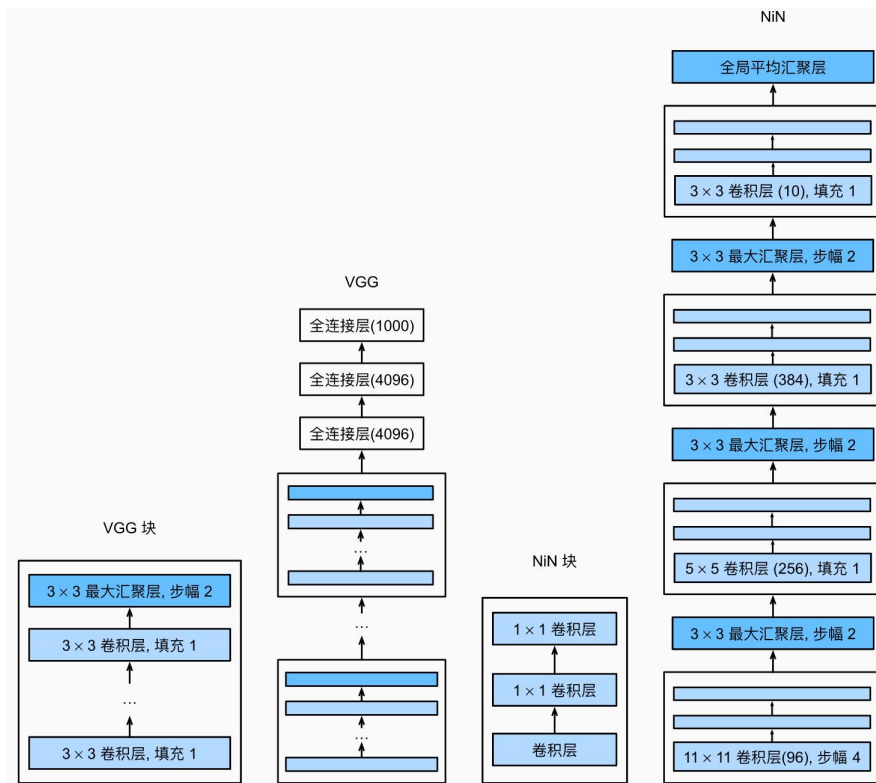 VGG 块
3 × 3 最大汇聚层, 步幅 2
3 × 3 卷积层, 填充 1
...
3 × 3 卷积层, 填充 1
VGG
全连接层(1000)
全连接层(4096)
全连接层(4096)
...
...
...
NiN 块
1 × 1 卷积层
1 × 1 卷积层
卷积层
NiN
全局平均汇聚层
3 × 3 卷积层 (10), 填充 1
3 × 3 最大汇聚层, 步幅 2
3 × 3 卷积层 (384), 填充 1
3 × 3 最大汇聚层, 步幅 2
5 × 5 卷积层 (256), 填充 1
3 × 3 最大汇聚层, 步幅 2
11 × 11 卷积层(96), 步幅 4